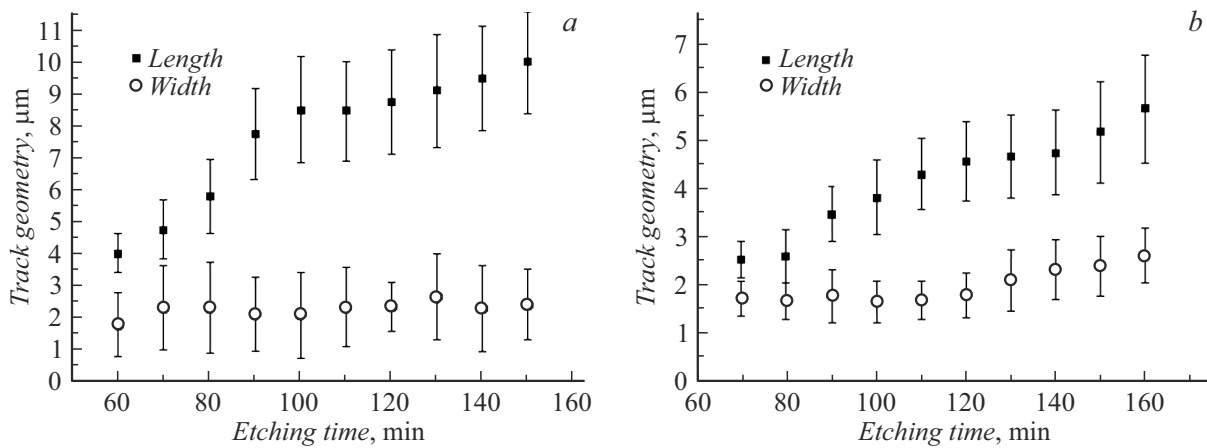 a
11
10
9
8
7
6
5
4
3
2
1
0
Track geometry, μm
Length
Width
60 80 100 120 140 160
Etching time, min
b
7
6
5
4
3
2
1
0
Track geometry, μm
Length
Width
60 80 100 120 140 160
Etching time, min